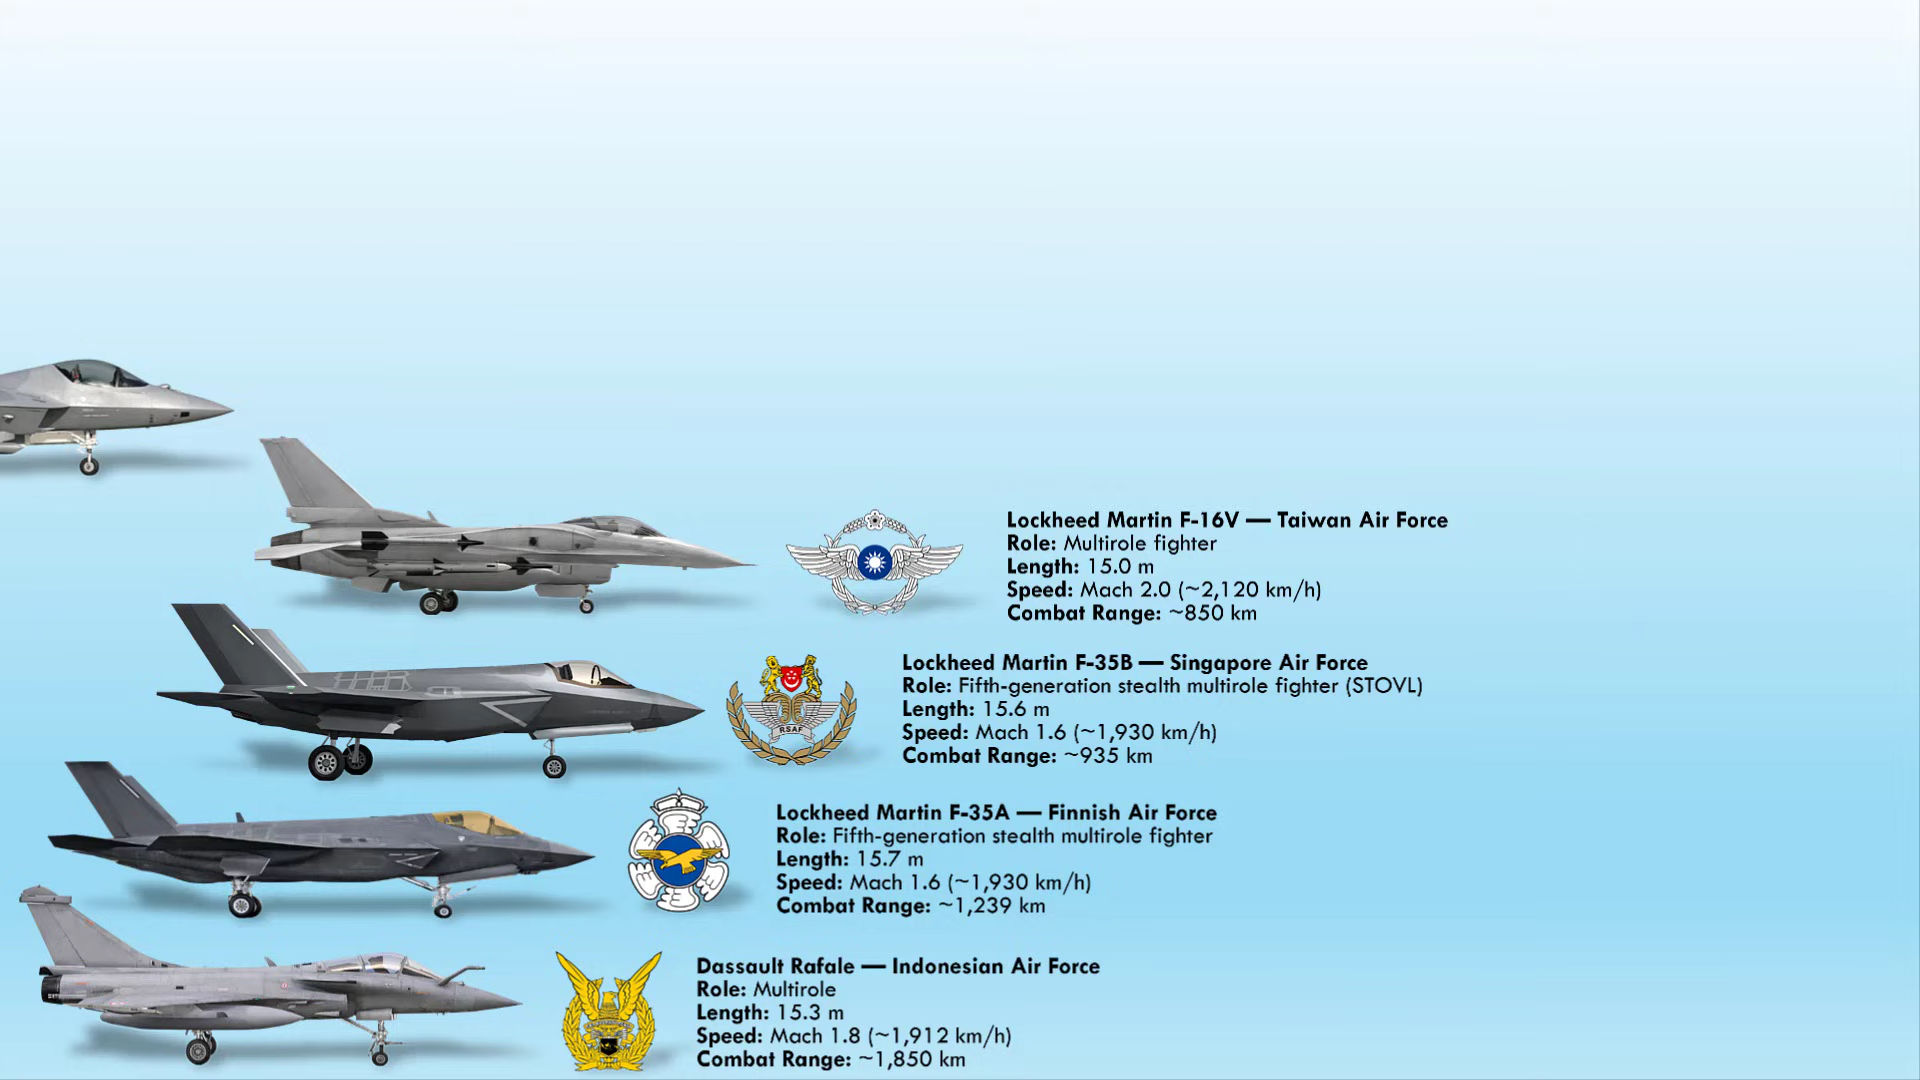 Lockheed Martin F-16V — Taiwan Air Force
Role: Multirole fighter
Length: 15.0 m
Speed: Mach 2.0 (~2,120 km/h)
Combat Range: ~850 km
Lockheed Martin F-35B — Singapore Air Force
Role: Fifth-generation stealth multirole fighter (STOVL)
Length: 15.6 m
Speed: Mach 1.6 (~1,930 km/h)
Combat Range: ~935 km
RSAF
Lockheed Martin F-35A — Finnish Air Force
Role: Fifth-generation stealth multirole fighter
Length: 15.7 m
Speed: Mach 1.6 (~1,930 km/h)
Combat Range: ~1,239 km
Dassault Rafale — Indonesian Air Force
Role: Multirole
Length: 15.3 m
Speed: Mach 1.8 (~1,912 km/h)
Combat Range: ~1,850 km